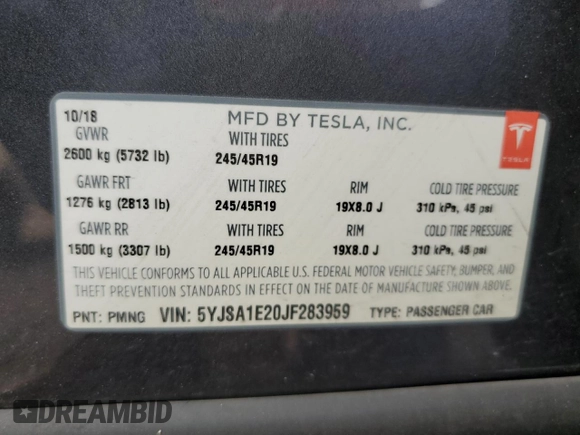 10/18 MFD BY TESLA, INC.
GVWR WITH TIRES
2600 kg (5732 lb) 245/45R19
TESLA
GAWR FRT WITH TIRES RIM COLD TIRE PRESSURE
1276 kg (2813 lb) 245/45R19 19X8.0 J 310 kPa, 45 psi
GAWR RR WITH TIRES RIM COLD TIRE PRESSURE
1500 kg (3307 lb) 245/45R19 19X8.0 J 310 kPa, 45 psi
THIS VEHICLE CONFORMS TO ALL APPLICABLE U.S. FEDERAL MOTOR VEHICLE SAFETY, BUMPER, AND
THEFT PREVENTION STANDARDS IN EFFECT ON THE DATE OF MANUFACTURE SHOWN ABOVE.
PNT: PMNG VIN: 5YJSA1E20JF283959 TYPE: PASSENGER CAR
DREAMBID